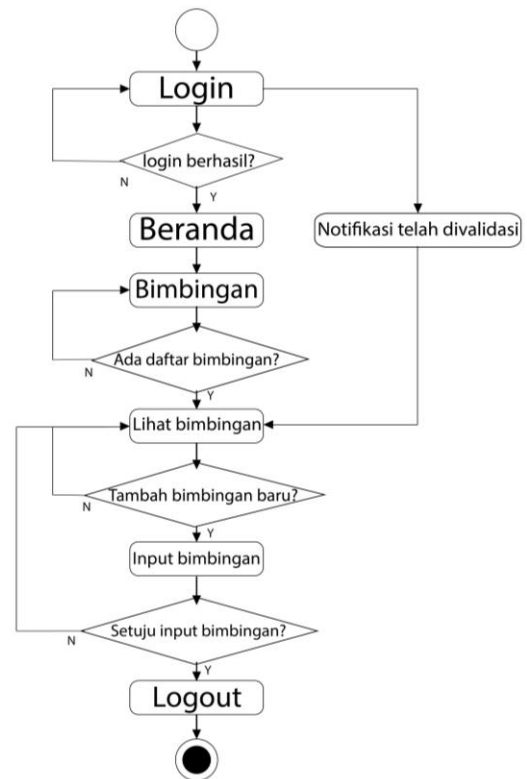 Login
login berhasil?
N
Y
Beranda
Notifikasi telah divalidasi
Bimbingan
Ada daftar bimbingan?
N
Y
Lihat bimbingan
Tambah bimbingan baru?
N
Y
Input bimbingan
Setuju input bimbingan?
N
Y
Logout